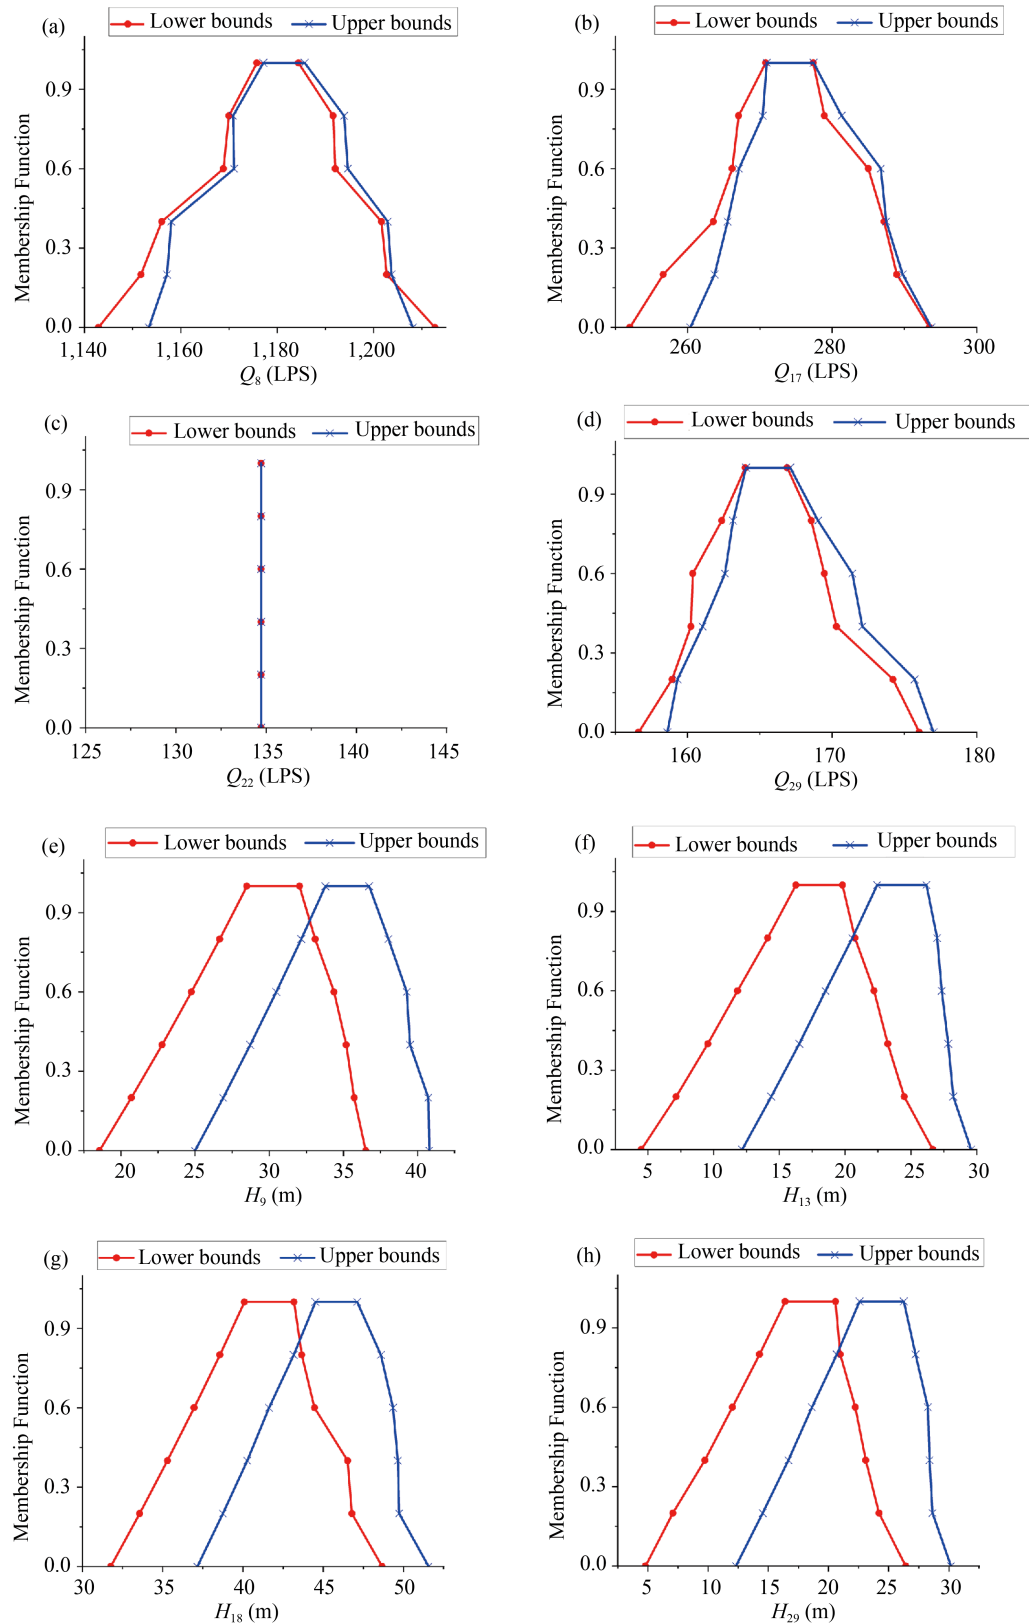 (a)
Lower bounds Upper bounds
Membership Function
0.9
0.6
0.3
0.0
1,140 1,160 1,180 1,200
Q8 (LPS)
(b)
Lower bounds Upper bounds
Membership Function
0.9
0.6
0.3
0.0
260 280 300
Q17 (LPS)
(c)
Lower bounds Upper bounds
Membership Function
0.9
0.6
0.3
0.0
125 130 135 140 145
Q22 (LPS)
(d)
Lower bounds Upper bounds
Membership Function
0.9
0.6
0.3
0.0
160 170 180
Q29 (LPS)
(e)
Lower bounds Upper bounds
Membership Function
0.9
0.6
0.3
0.0
20 25 30 35 40
H9 (m)
(f)
Lower bounds Upper bounds
Membership Function
0.9
0.6
0.3
0.0
5 10 15 20 25 30
H13 (m)
(g)
Lower bounds Upper bounds
Membership Function
0.9
0.6
0.3
0.0
30 35 40 45 50
H18 (m)
(h)
Lower bounds Upper bounds
Membership Function
0.9
0.6
0.3
0.0
5 10 15 20 25 30
H29 (m)